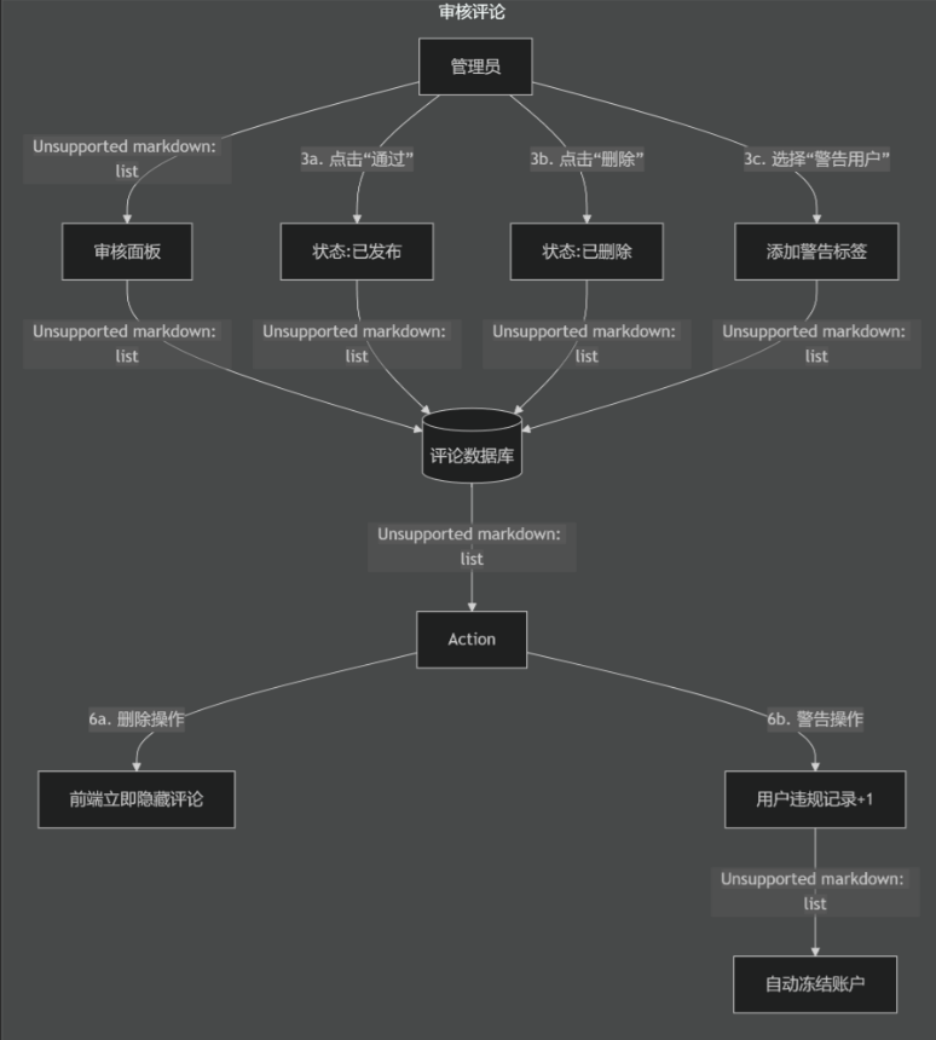 审核评论
管理员
Unsupported markdown:
list
3a. 点击“通过”
3b. 点击“删除”
3c. 选择“警告用户”
审核面板
状态:已发布
状态:已删除
添加警告标签
Unsupported markdown:
list
Unsupported markdown:
list
Unsupported markdown:
list
Unsupported markdown:
list
评论数据库
Unsupported markdown:
list
Action
6a. 删除操作
6b. 警告操作
前端立即隐藏评论
用户违规记录+1
Unsupported markdown:
list
自动冻结账户